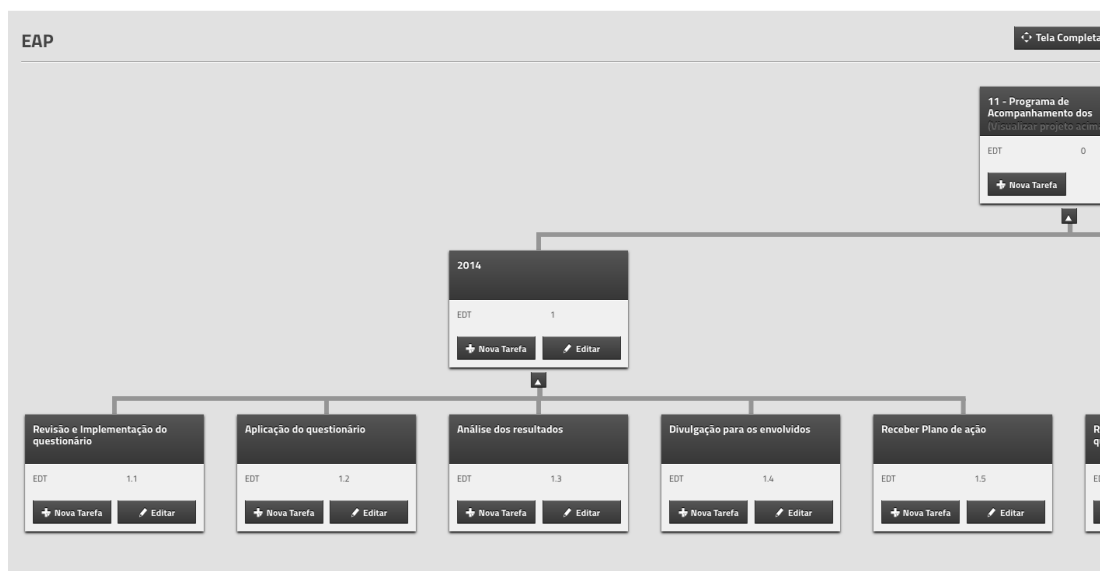 EAP
Tela Completa
11 - Programa de
Acompanhamento dos
(Visualizar projeto acima
EDT 0
Nova Tarefa
2014
EDT 1
Nova Tarefa Editar
Revisão e Implementação do
questionário
EDT 1.1
Nova Tarefa Editar
Aplicação do questionário
EDT 1.2
Nova Tarefa Editar
Análise dos resultados
EDT 1.3
Nova Tarefa Editar
Divulgação para os envolvidos
EDT 1.4
Nova Tarefa Editar
Receber Plano de ação
EDT 1.5
Nova Tarefa Editar